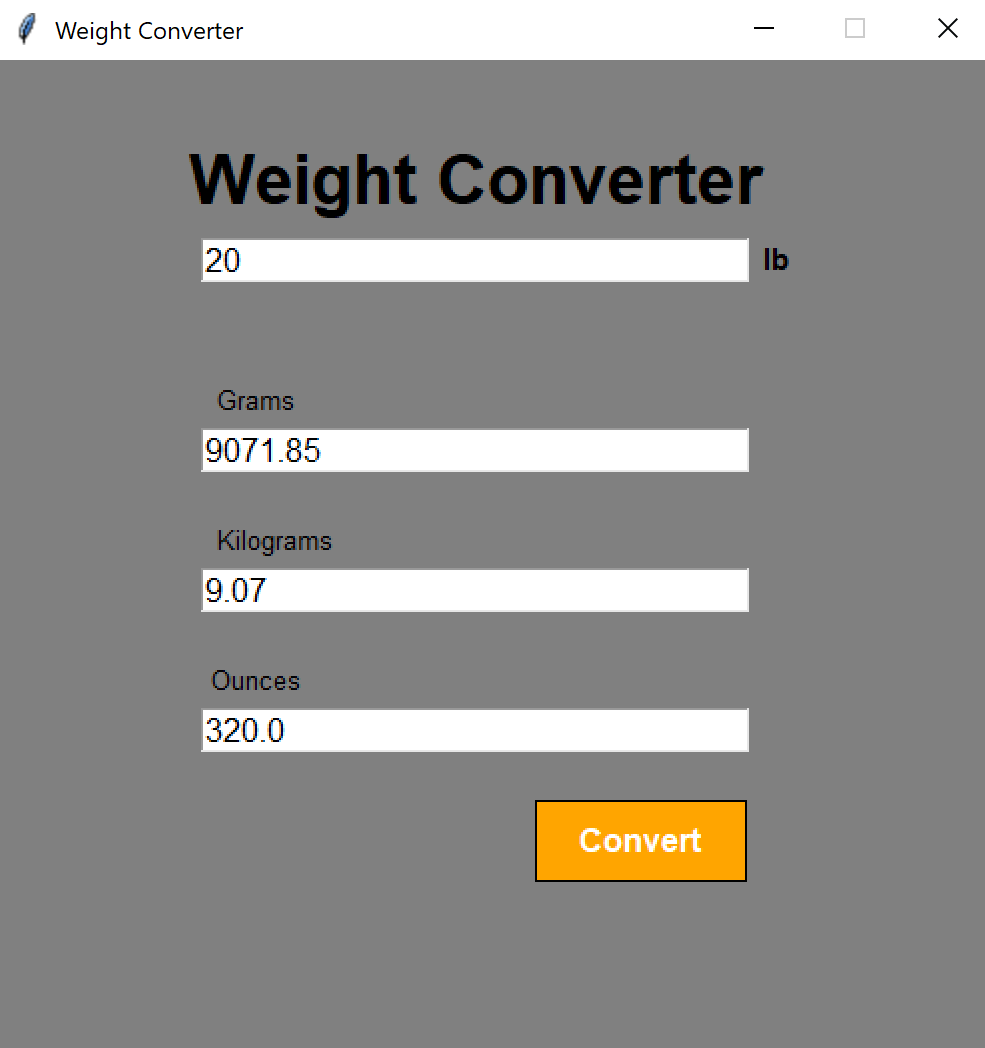 Weight Converter
Weight Converter
20 lb
Grams
9071.85
Kilograms
9.07
Ounces
320.0
Convert